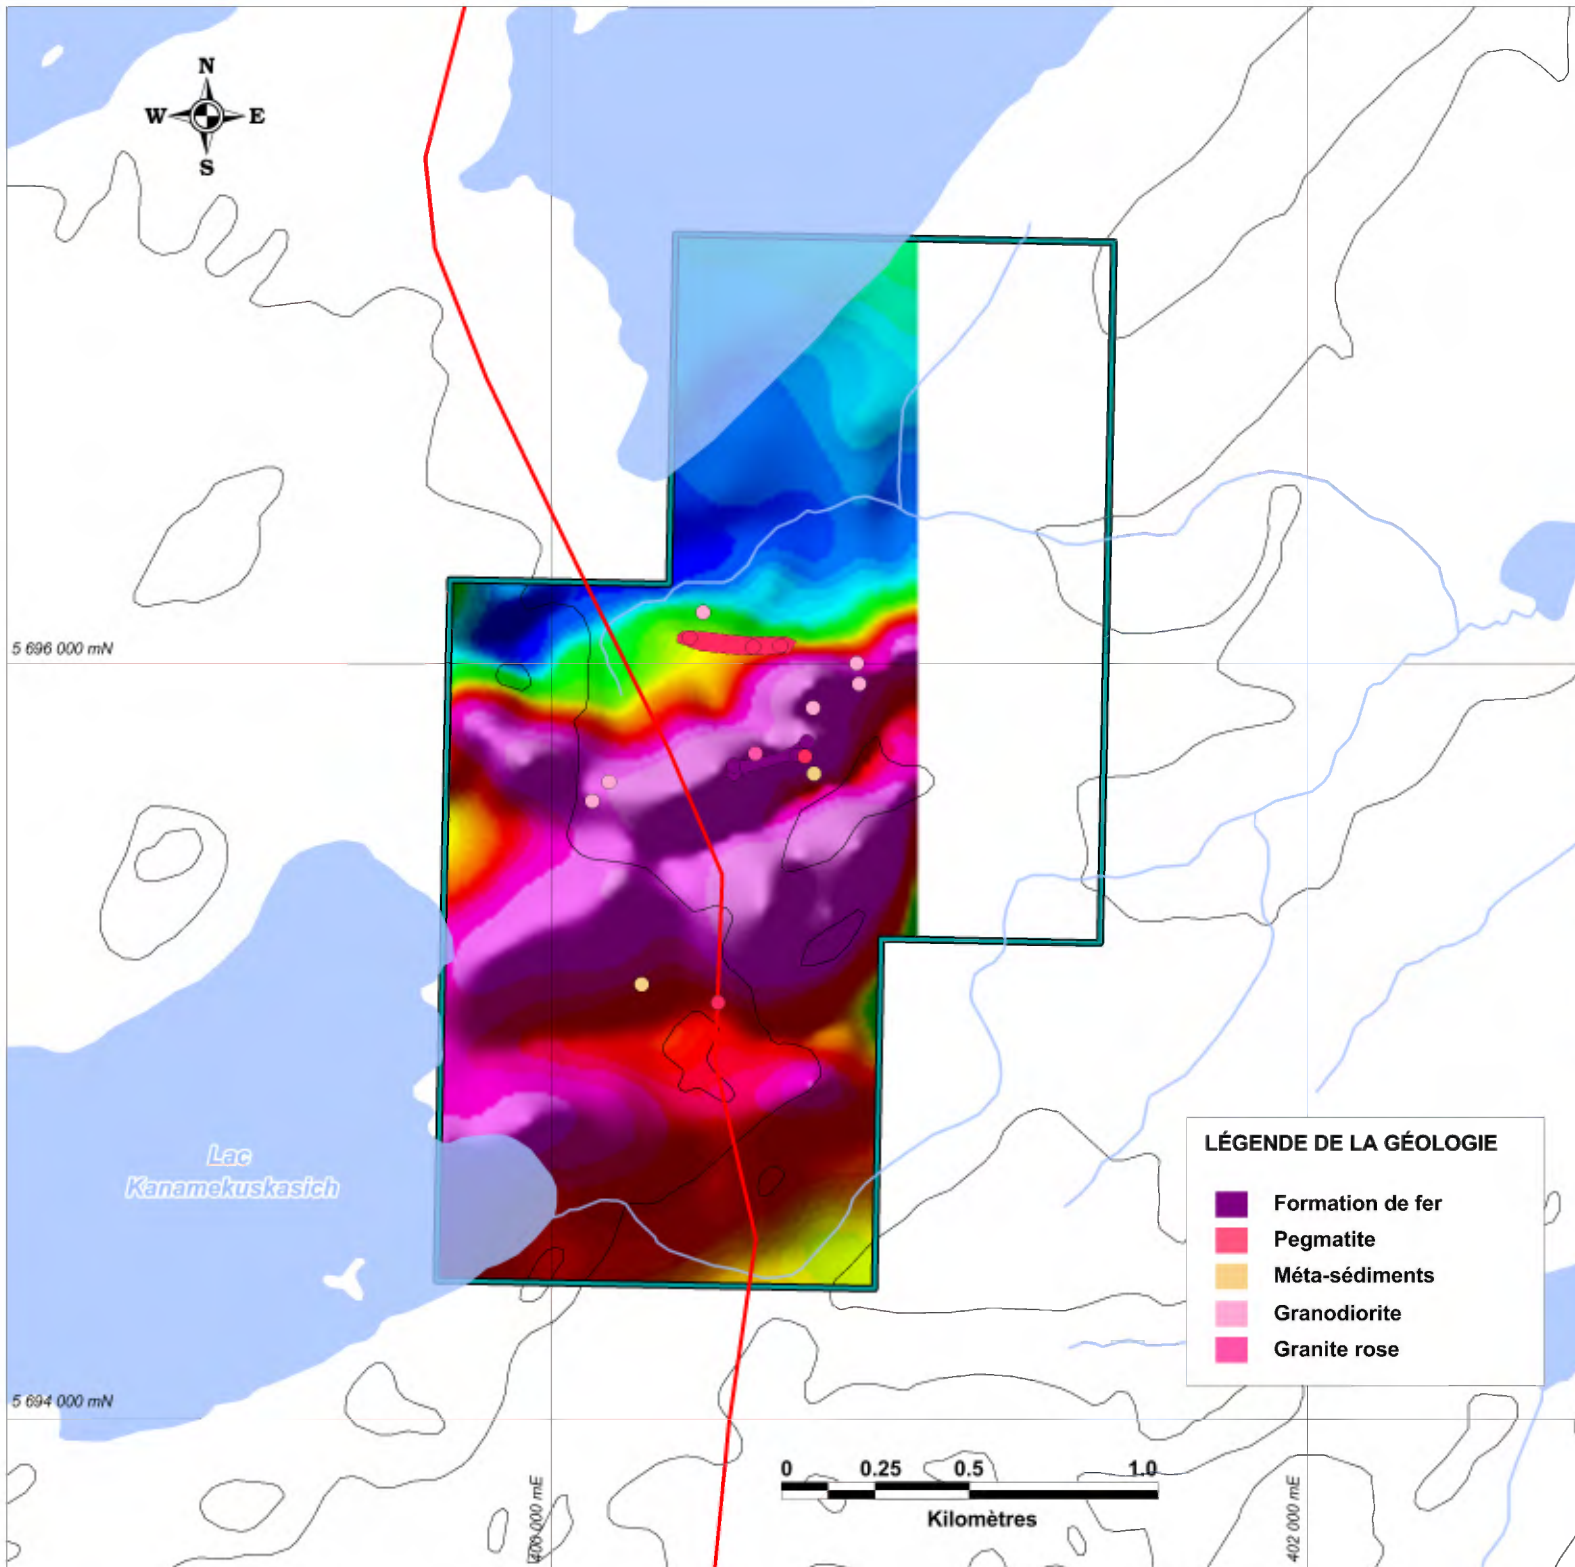 N
W E
S
5 696 000 mN
Lac
Kanamekuskasich
LÉGENDE DE LA GÉOLOGIE
Formation de fer
Pegmatite
Méta-sédiments
Granodiorite
Granite rose
5 694 000 mN
0 0.25 0.5 1.0
Kilomètres
400 000 mE
402 000 mE